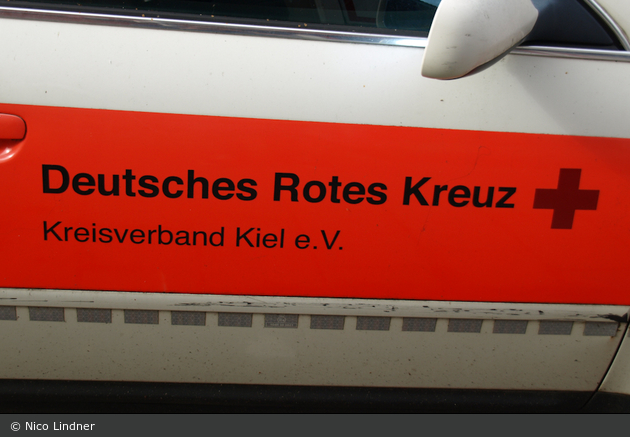 Deutsches Rotes Kreuz
Kreisverband Kiel e.V.
© Nico Lindner